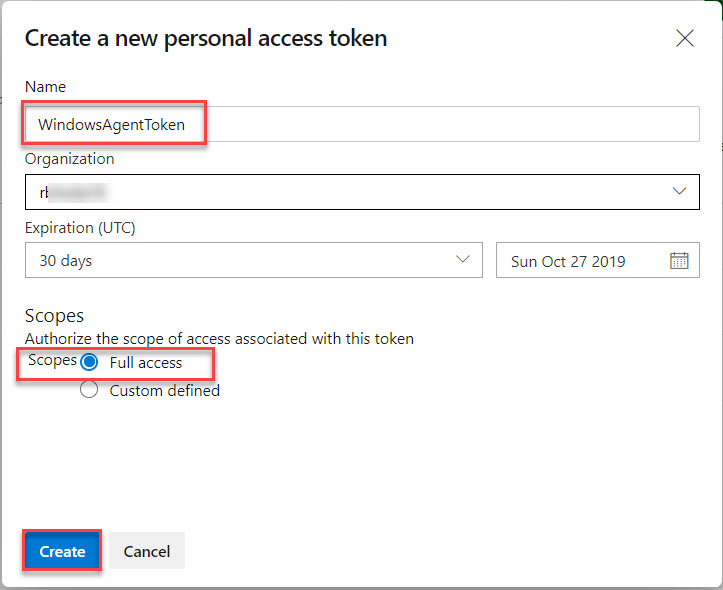 Create a new personal access token
Name
WindowsAgentToken
Organization
Expiration (UTC)
30 days Sun Oct 27 2019
Scopes
Authorize the scope of access associated with this token
Scopes Full access
Custom defined
Create Cancel